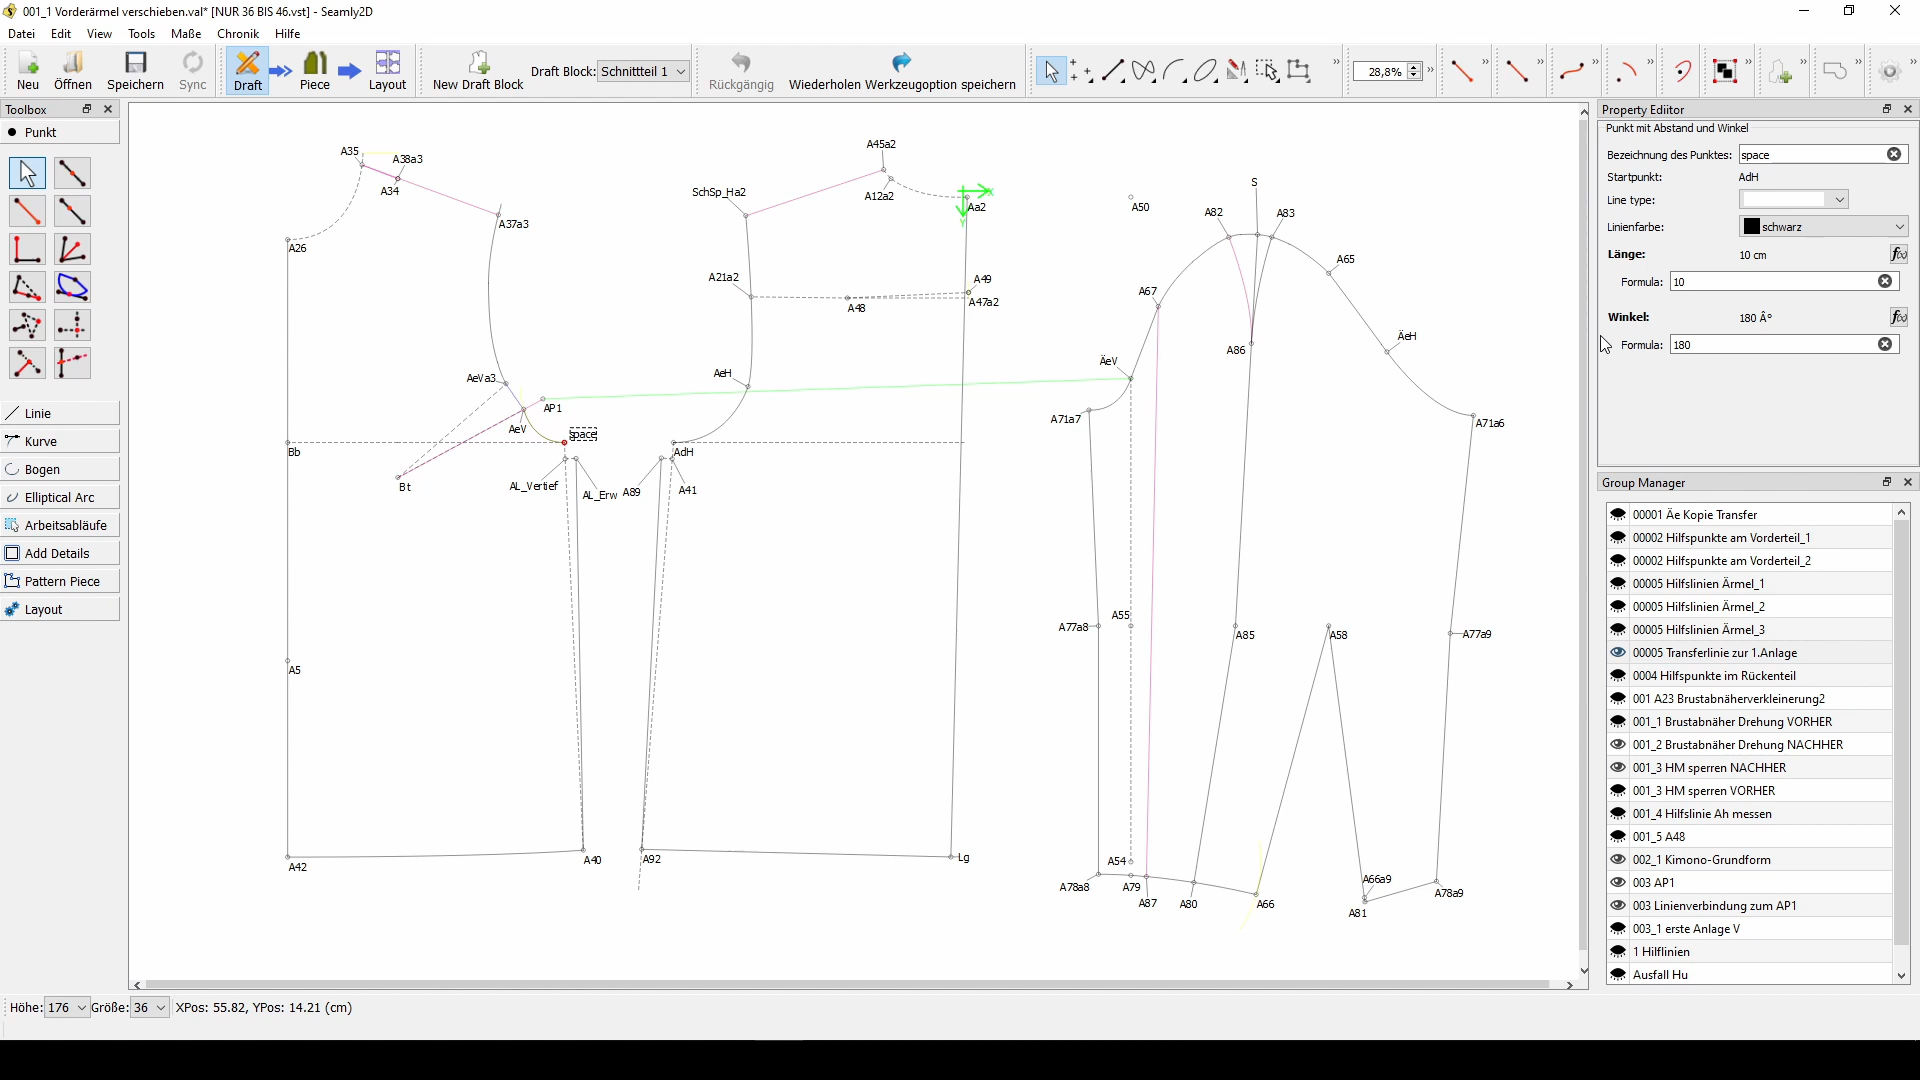 001_1 Vorderärmel verschieben.val* [NUR 36 BIS 46.vst] - Seamly2D
Datei Edit View Tools Maße Chronik Hilfe
Neu Öffnen Speichern Sync Draft Piece Layout New Draft Block Draft Block: Schnittteil 1 Rückgängig Wiederholen Werkzeugoption speichern 28,8%
Toolbox
Punkt
Linie
Kurve
Bogen
Elliptical Arc
Arbeitsabläufe
Add Details
Pattern Piece
Layout
A35
A38a3
A34
A37a3
A26
AeVa3
AP1
AeV
space
Bb
Bt
AL_Vertief
AL_Erw
A5
A42
A40
A45a2
SchSp_Ha2
A12a2
Aa2
X
Y
A21a2
A49
A48
A47a2
AeH
AdH
A89
A41
A92
Lg
A50
S
A82
A83
A65
A67
A86
ÄeH
ÄeV
A71a7
A71a6
A55
A77a8
A85
A58
A77a9
A54
A78a8
A79
A87
A80
A66
A66a9
A81
A78a9
Property Ediitor
Punkt mit Abstand und Winkel
Bezeichnung des Punktes: space
Startpunkt: AdH
Line type:
Linienfarbe: schwarz
Länge: 10 cm
Formula: 10
Winkel: 180 Â°
Formula: 180
Group Manager
00001 Äe Kopie Transfer
00002 Hilfspunkte am Vorderteil_1
00002 Hilfspunkte am Vorderteil_2
00005 Hilfslinien Ärmel_1
00005 Hilfslinien Ärmel_2
00005 Hilfslinien Ärmel_3
00005 Transferlinie zur 1.Anlage
0004 Hilfspunkte im Rückenteil
001 A23 Brustabnäherverkleinerung2
001_1 Brustabnäher Drehung VORHER
001_2 Brustabnäher Drehung NACHHER
001_3 HM sperren NACHHER
001_3 HM sperren VORHER
001_4 Hilfslinie Ah messen
001_5 A48
002_1 Kimono-Grundform
003 AP1
003 Linienverbindung zum AP1
003_1 erste Anlage V
1 Hilflinien
Ausfall Hu
Höhe: 176 Größe: 36 XPos: 55.82, YPos: 14.21 (cm)